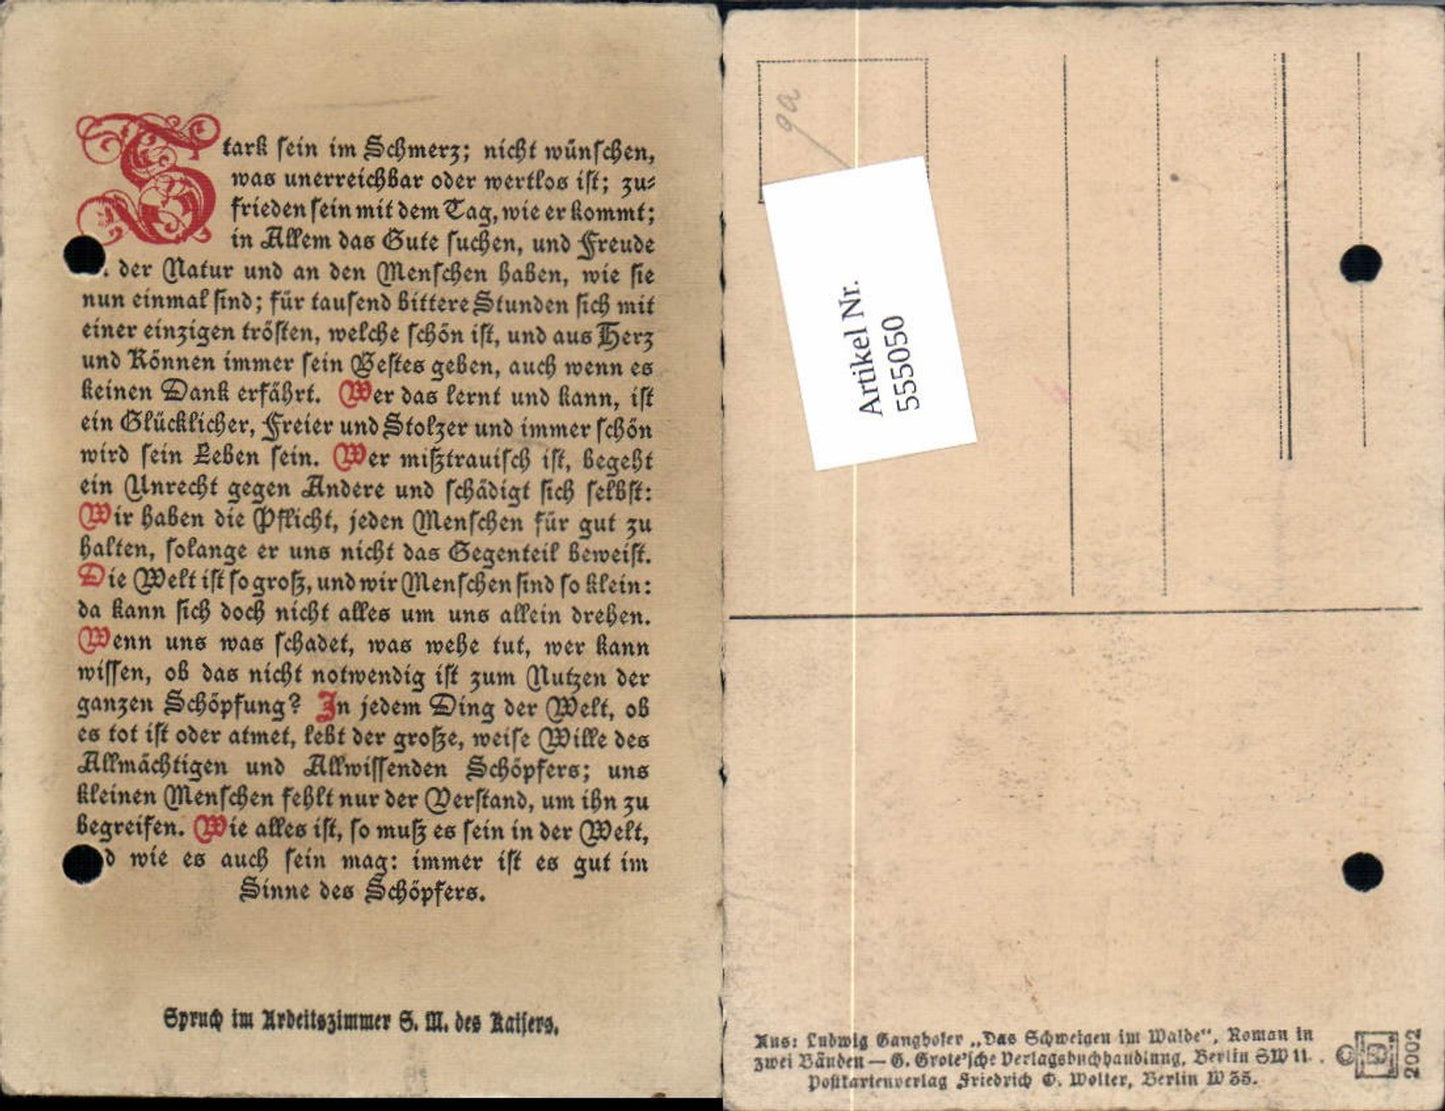 Stark sein im Schmerz; nicht wünschen,
was unerreichbar oder wertlos ist; zu-
frieden sein mit dem Tag, wie er kommt;
in Allem das Gute suchen, und Freude
der Natur und an den Menschen haben, wie sie
nun einmal sind; für tausend bittere Stunden sich mit
einer einzigen trösten, welche schön ist, und aus Herz
und Können immer sein Bestes geben, auch wenn es
keinen Dank erfährt. Wer das lernt und kann, ist
ein Glücklicher, Freier und Stolzer und immer schön
wird sein Leben sein. Wer mißtrauisch ist, begeht
ein Unrecht gegen Andere und schädigt sich selbst:
Wir haben die Pflicht, jeden Menschen für gut zu
halten, solange er uns nicht das Gegenteil beweist.
Die Welt ist so groß, und wir Menschen sind so klein:
da kann sich doch nicht alles um uns allein drehen.
Wenn uns was schadet, was wehe tut, wer kann
wissen, ob das nicht notwendig ist zum Nutzen der
ganzen Schöpfung? In jedem Ding der Welt, ob
es tot ist oder atmet, lebt der große, weise Wille des
Allmächtigen und Allwissenden Schöpfers; uns
kleinen Menschen fehlt nur der Verstand, um ihn zu
begreifen. Wie alles ist, so muß es sein in der Welt,
d wie es auch sein mag: immer ist es gut im
Sinne des Schöpfers.
Spruch im Arbeitszimmer S. M. des Kaisers.
9a
Artikel Nr.
555050
Aus: Ludwig Ganghofer „Das Schweigen im Walde“, Roman in
zwei Bänden — G. Grote'sche Verlagsbuchhandlung, Berlin SW 11.
Postkartenverlag Friedrich O. Wolter, Berlin W 35.
©
2002